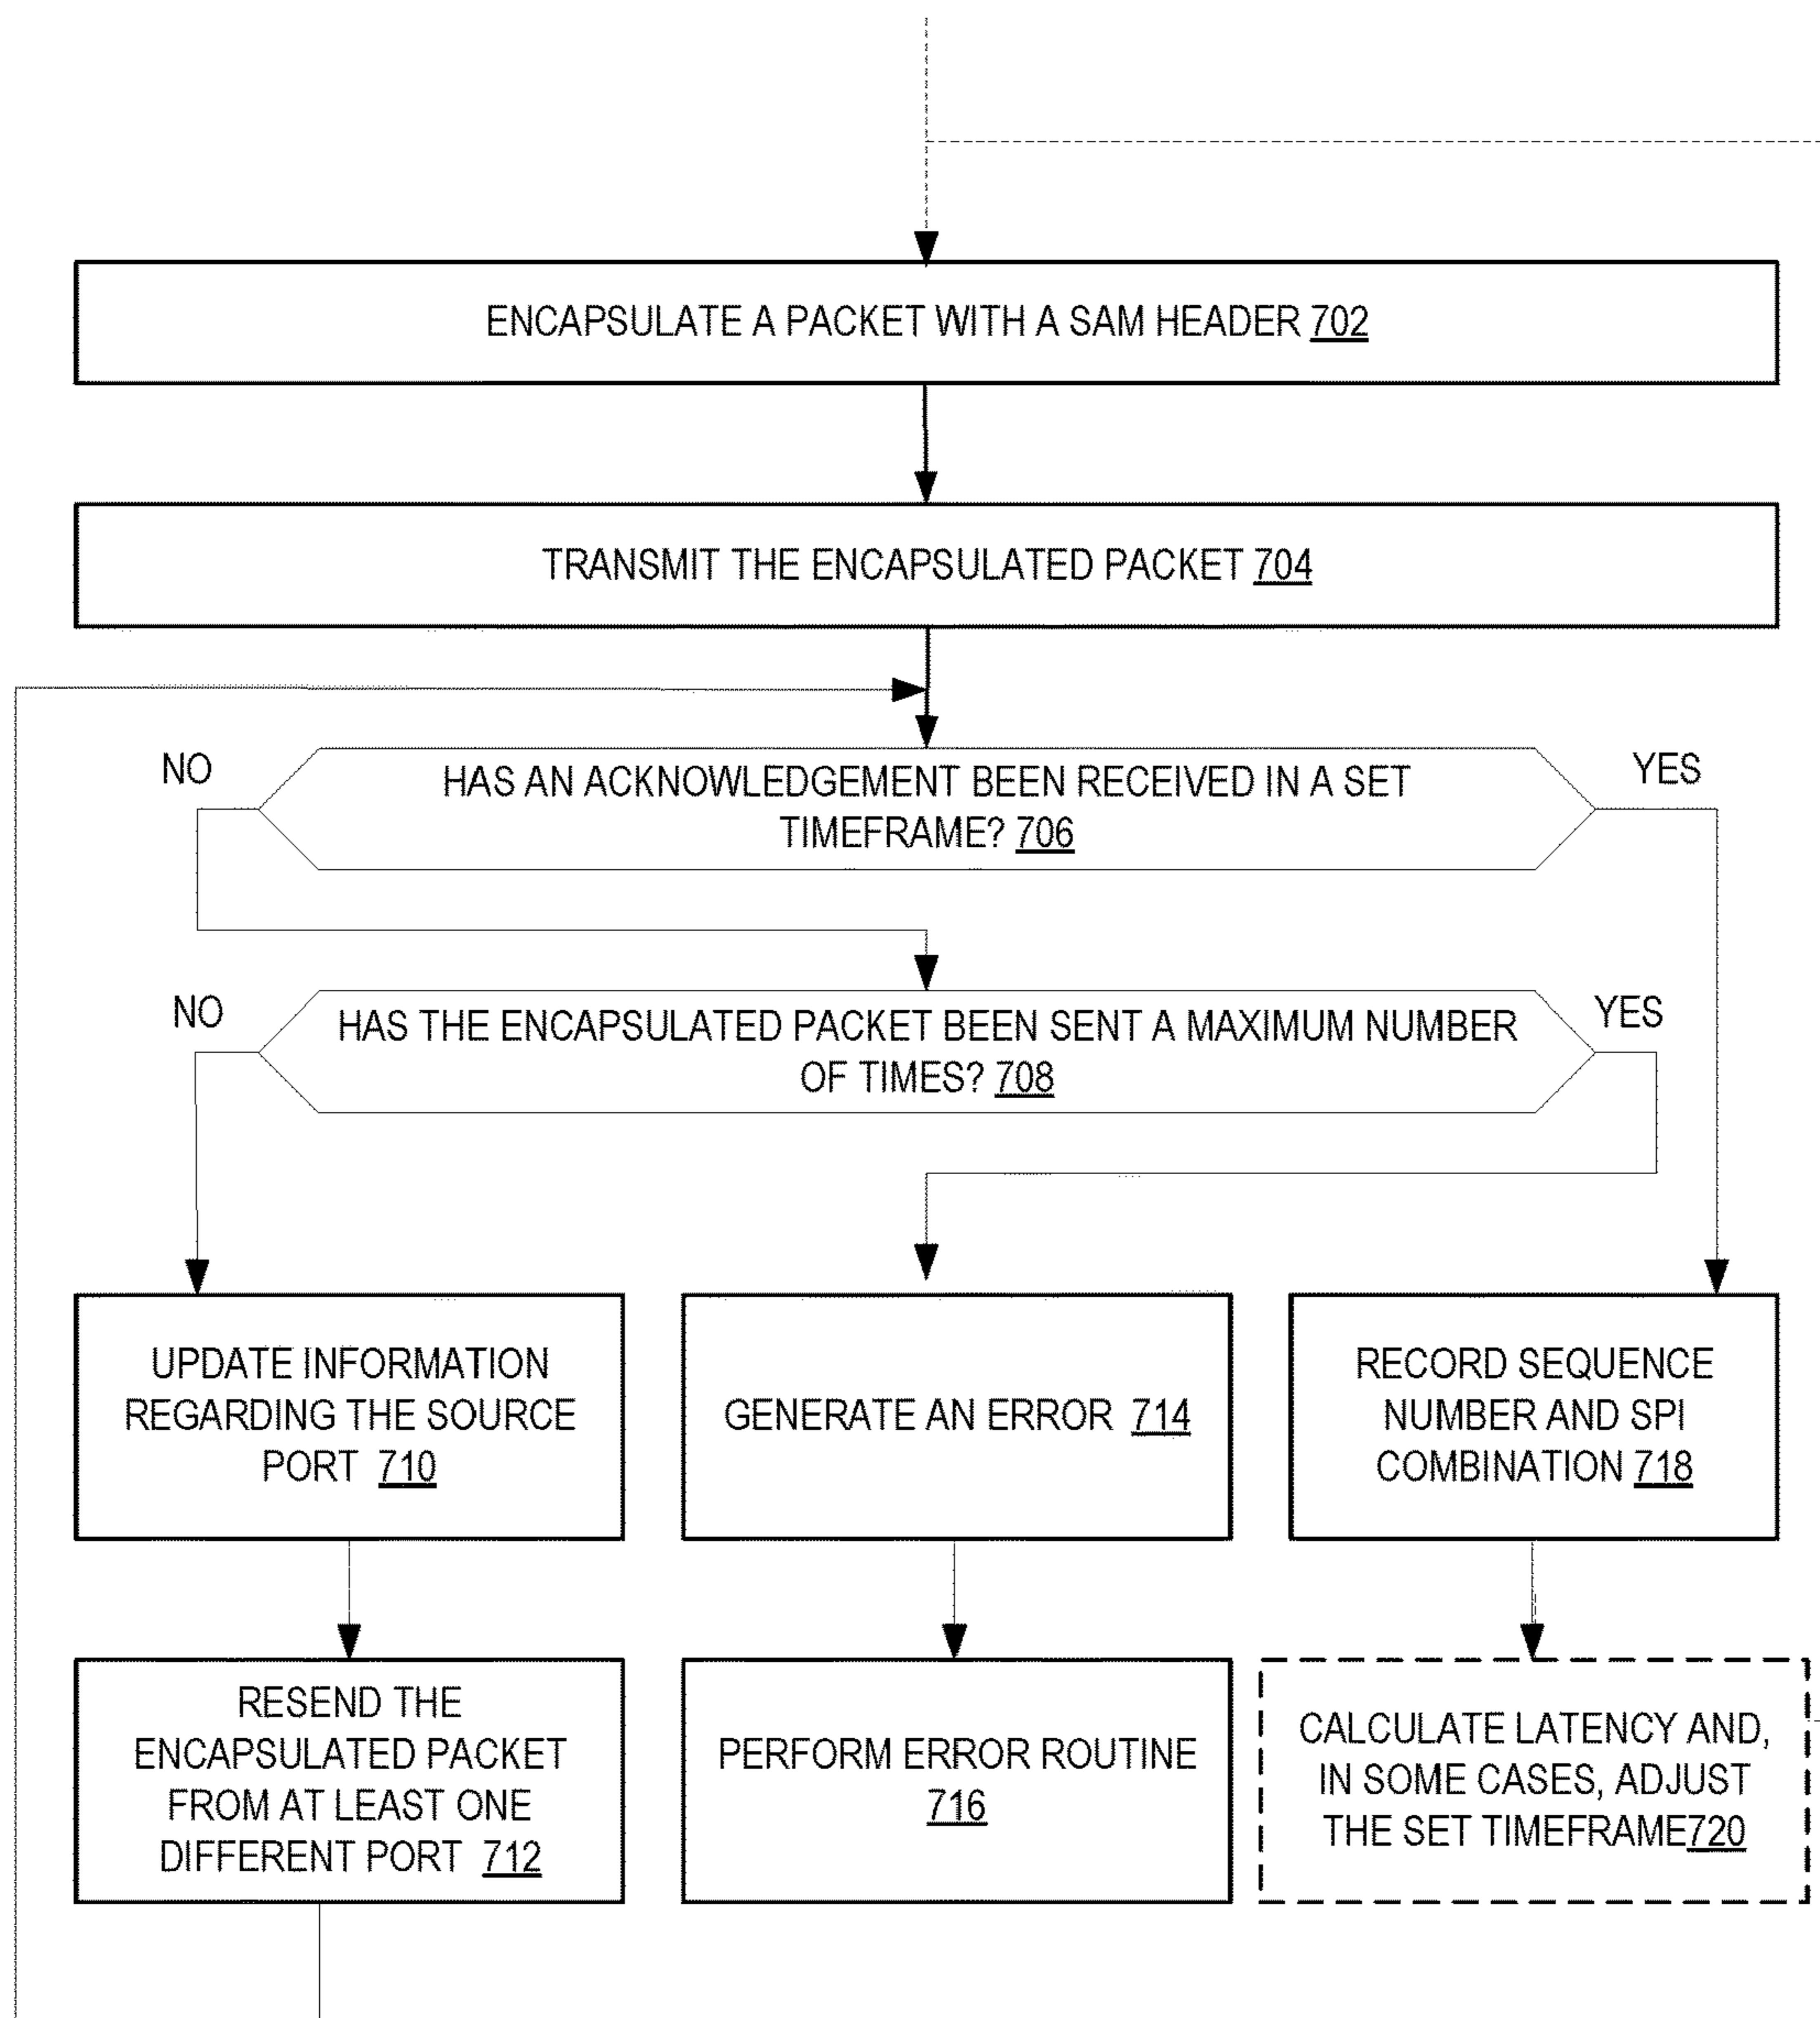 ENCAPSULATE A PACKET WITH A SAM HEADER 702
TRANSMIT THE ENCAPSULATED PACKET 704
NO
HAS AN ACKNOWLEDGEMENT BEEN RECEIVED IN A SET
TIMEFRAME? 706
YES
NO
HAS THE ENCAPSULATED PACKET BEEN SENT A MAXIMUM NUMBER
OF TIMES? 708
YES
UPDATE INFORMATION
REGARDING THE SOURCE
PORT 710
GENERATE AN ERROR 714
RECORD SEQUENCE
NUMBER AND SPI
COMBINATION 718
RESEND THE
ENCAPSULATED PACKET
FROM AT LEAST ONE
DIFFERENT PORT 712
PERFORM ERROR ROUTINE
716
CALCULATE LATENCY AND,
IN SOME CASES, ADJUST
THE SET TIMEFRAME720